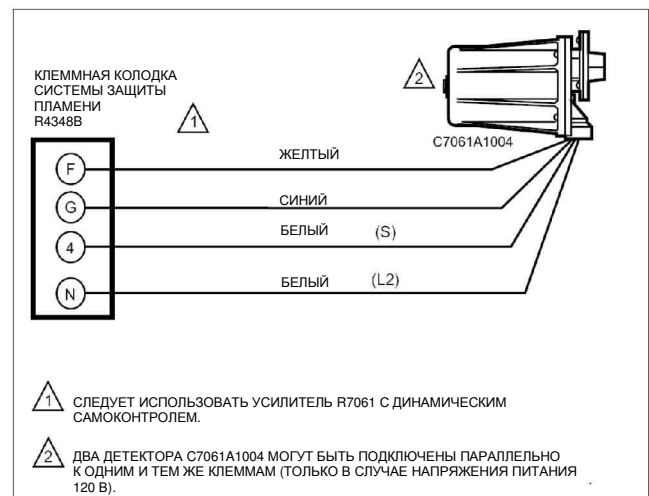 КЛЕММНАЯ КОЛОДКА
СИСТЕМЫ ЗАЩИТЫ
ПЛАМЕНИ
R4348B
1
2
C7061A1004
F
ЖЕЛТЫЙ
G
СИНИЙ
4
БЕЛЫЙ (S)
N
БЕЛЫЙ (L2)
1 СЛЕДУЕТ ИСПОЛЬЗОВАТЬ УСИЛИТЕЛЬ R7061 С ДИНАМИЧЕСКИМ
САМОКОНТРОЛЕМ.
2 ДВА ДЕТЕКТОРА C7061A1004 МОГУТ БЫТЬ ПОДКЛЮЧЕНЫ ПАРАЛЛЕЛЬНО
К ОДНИМ И ТЕМ ЖЕ КЛЕММАМ (ТОЛЬКО В СЛУЧАЕ НАПРЯЖЕНИЯ ПИТАНИЯ
120 В).